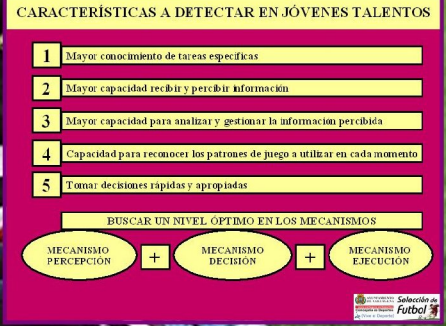 CARACTERÍSTICAS A DETECTAR EN JÓVENES TALENTOS
1 Mayor conocimiento de tareas específicas
2 Mayor capacidad recibir y percibir información
3 Mayor capacidad para analizar y gestionar la información percibida
4 Capacidad para reconocer los patrones de juego a utilizar en cada momento
5 Tomar decisiones rápidas y apropiadas
BUSCAR UN NIVEL ÓPTIMO EN LOS MECANISMOS
MECANISMO
PERCEPCIÓN
+
MECANISMO
DECISIÓN
+
MECANISMO
EJECUCIÓN
Selección de
Futbol